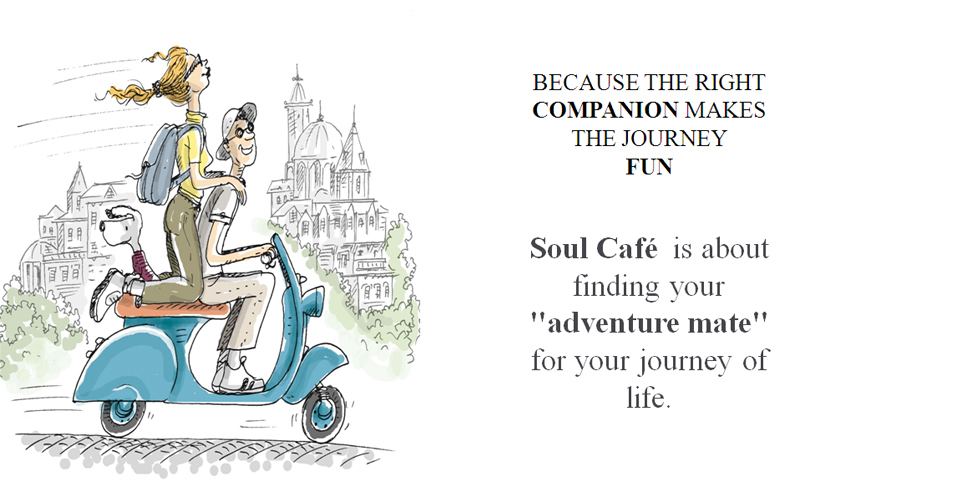 BECAUSE THE RIGHT
COMPANION MAKES
THE JOURNEY
FUN
Soul Café is about
finding your
"adventure mate"
for your journey of
life.